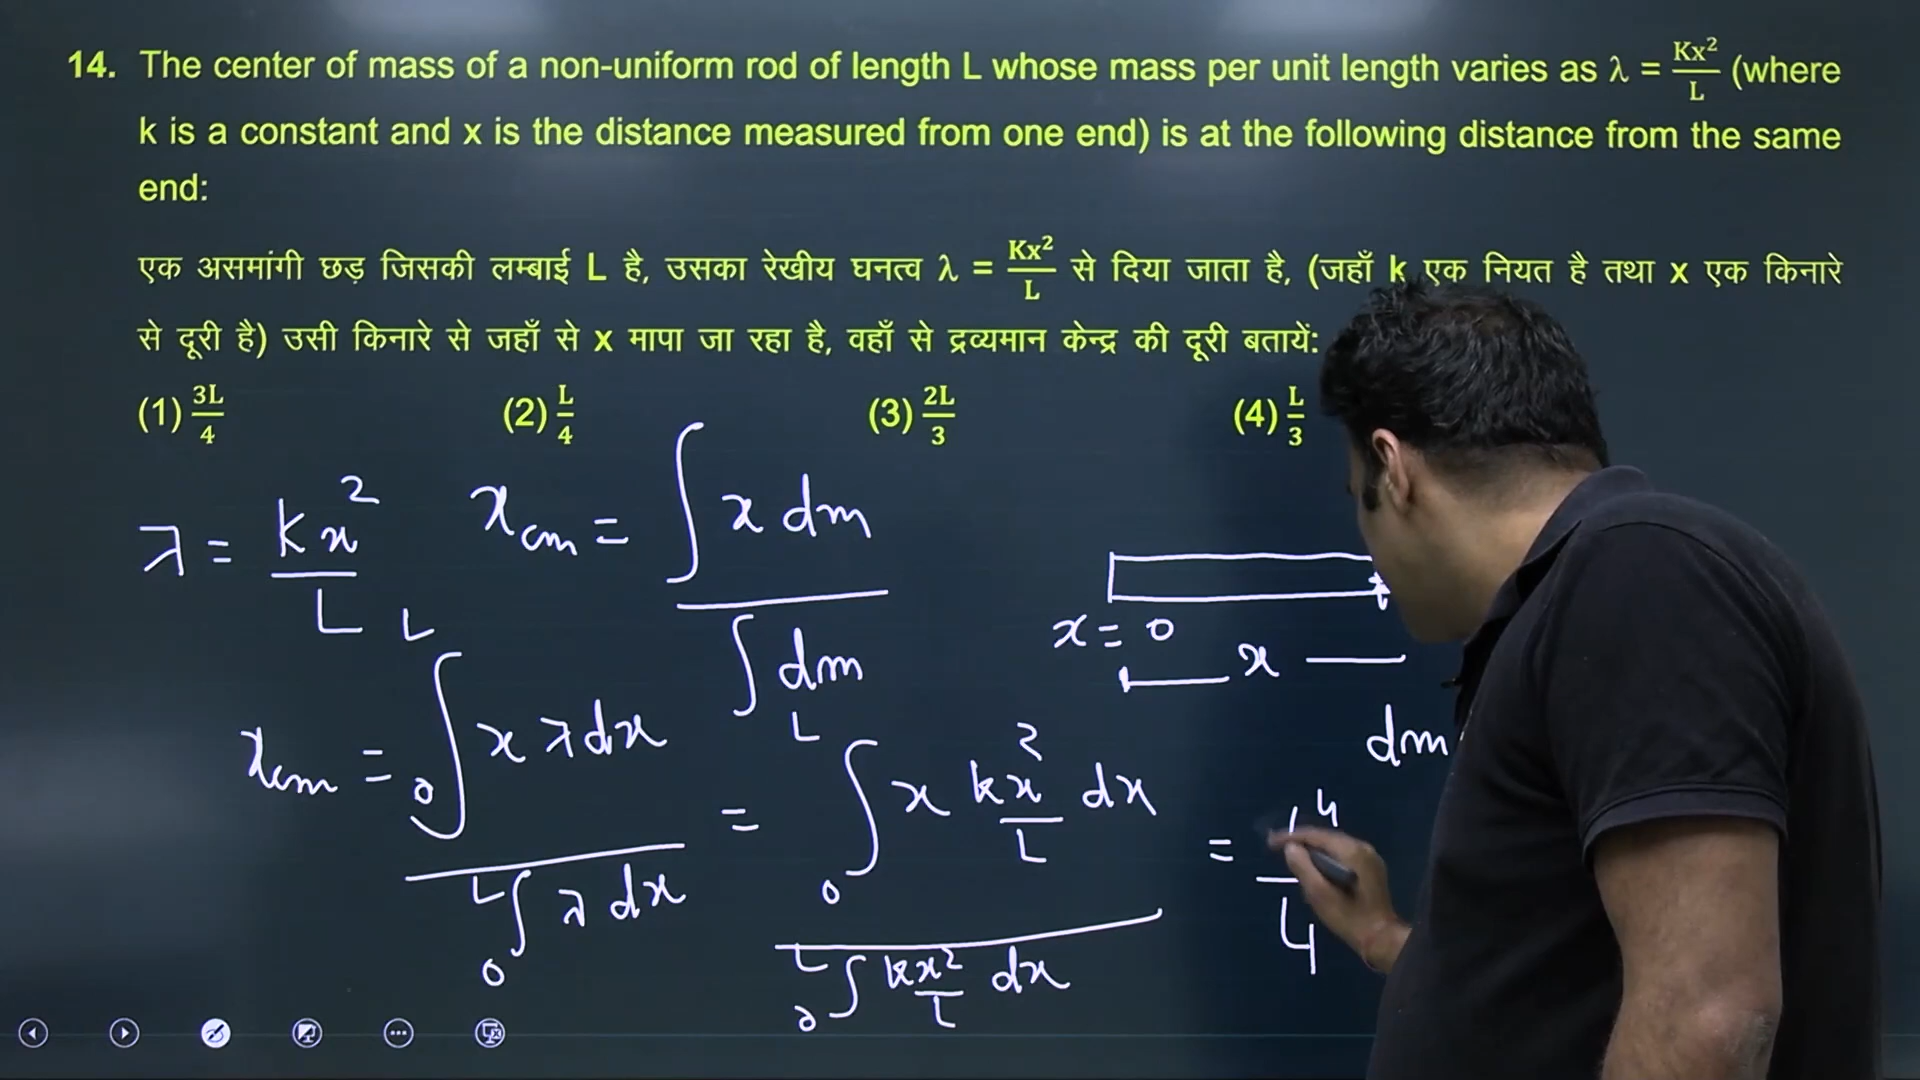 14. The center of mass of a non-uniform rod of length L whose mass per unit length varies as λ = Kx²/L (where
k is a constant and x is the distance measured from one end) is at the following distance from the same
end:
एक असमांगी छड़ जिसकी लम्बाई L है, उसका रेखीय घनत्व λ = Kx²/L से दिया जाता है, (जहाँ k एक नियत है तथा x एक किनारे
से दूरी है) उसी किनारे से जहाँ से x मापा जा रहा है, वहाँ से द्रव्यमान केन्द्र की दूरी बतायें:
(1) 3L/4 (2) L/4 (3) 2L/3 (4) L/3
λ = kx²/L
x_cm = ∫x dm / ∫dm
x = 0
x
dm
x_cm = ∫₀ᴸ x λ dx / ₀ᴸ∫ λ dx = ∫₀ᴸ x kx²/L dx / ₀ᴸ∫ kx²/L dx = L⁴/4